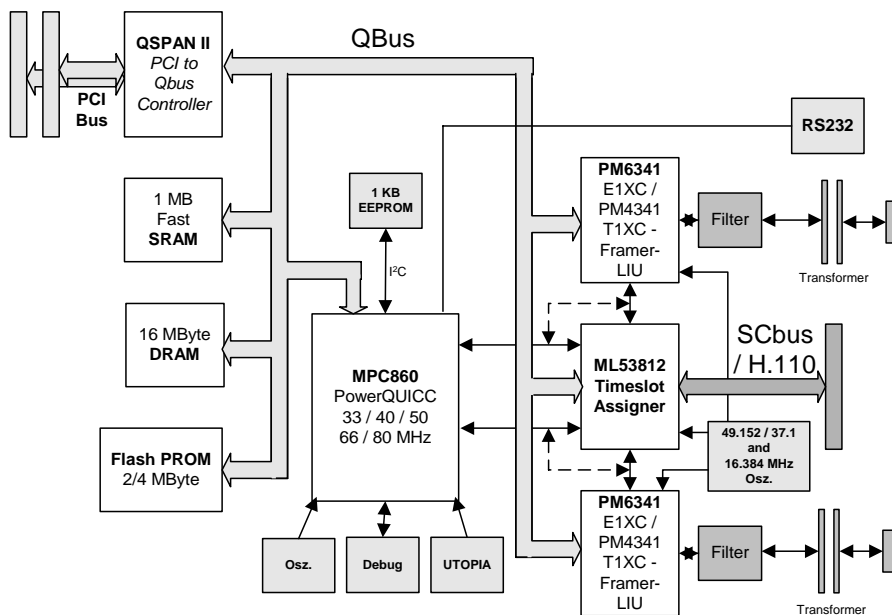 QSPAN II
PCI to
Qbus
Controller
QBus
PCI
Bus
RS232
1 MB
Fast
SRAM
1 KB
EEPROM
I²C
PM6341
E1XC /
PM4341
T1XC -
Framer-
LIU
Filter
Transformer
16 MByte
DRAM
MPC860
PowerQUICC
33 / 40 / 50
66 / 80 MHz
ML53812
Timeslot
Assigner
SCbus
/ H.110
Flash PROM
2/4 MByte
49.152 / 37.1
and
16.384 MHz
Osz.
Osz.
Debug
UTOPIA
PM6341
E1XC /
PM4341
T1XC -
Framer-
LIU
Filter
Transformer